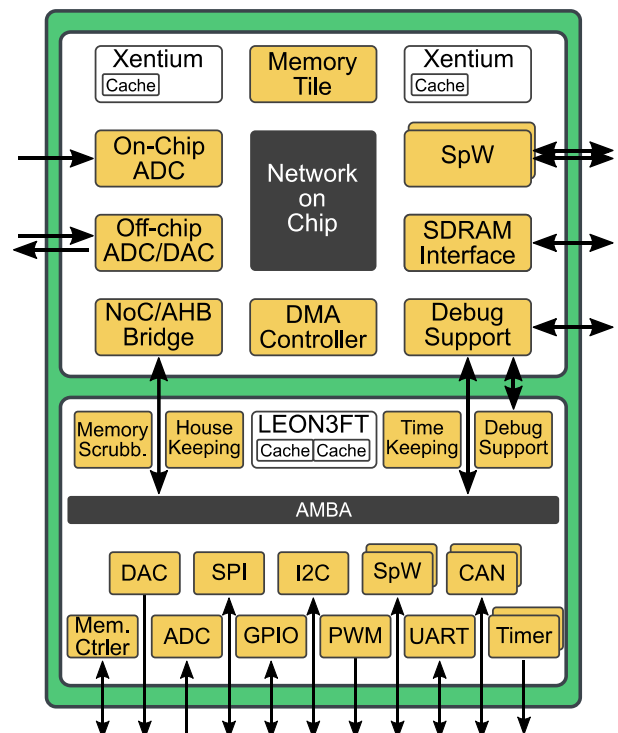 Xentium
Cache
Memory
Tile
Xentium
Cache
On-Chip
ADC
Network
on
Chip
SpW
Off-chip
ADC/DAC
SDRAM
Interface
NoC/AHB
Bridge
DMA
Controller
Debug
Support
Memory
Scrubb.
House
Keeping
LEON3FT
Cache Cache
Time
Keeping
Debug
Support
AMBA
DAC
SPI
I2C
SpW
CAN
Mem.
Ctrler
ADC
GPIO
PWM
UART
Timer